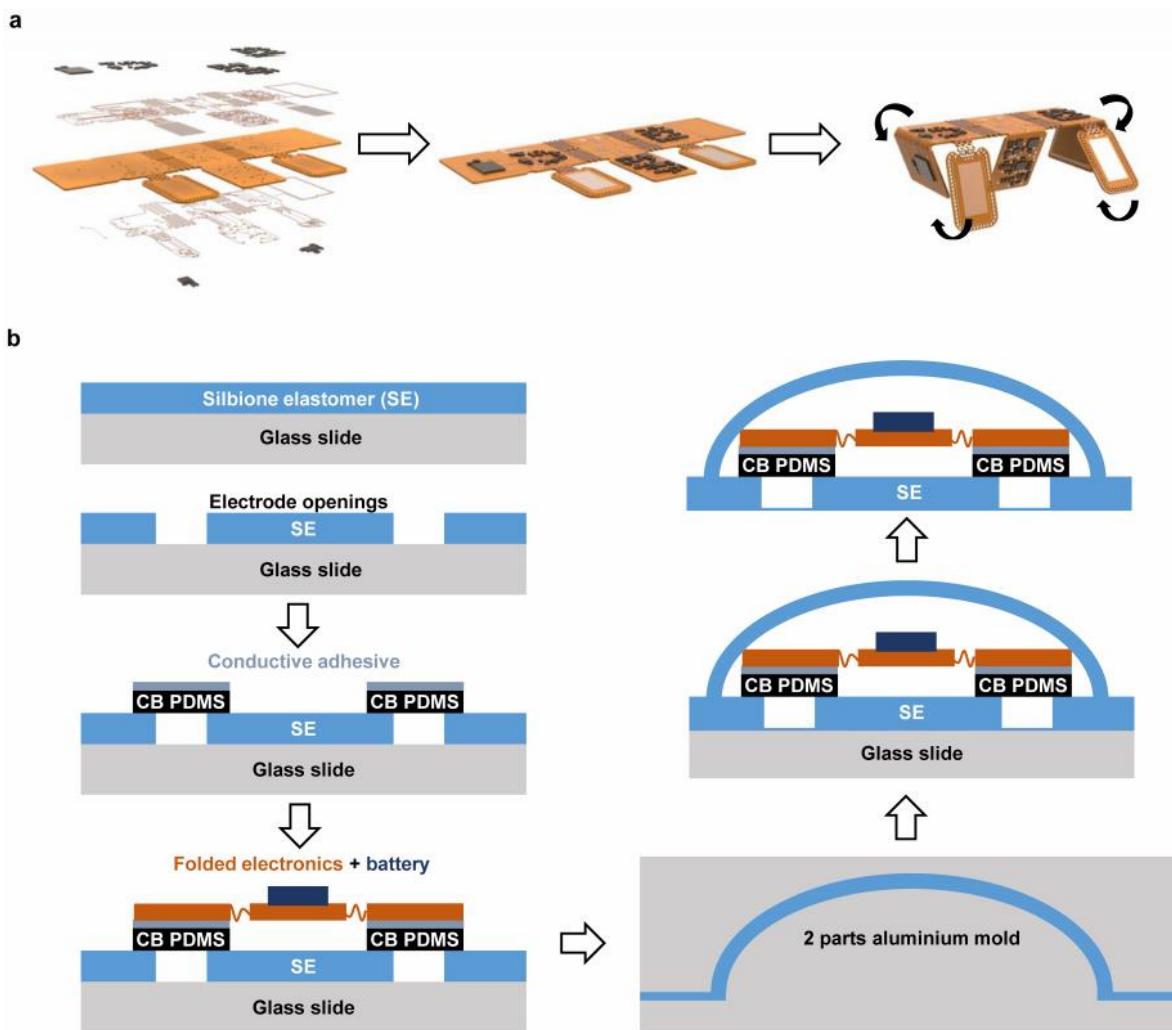 a
b
Silbione elastomer (SE)
Glass slide
Electrode openings
SE
Glass slide
Conductive adhesive
CB PDMS CB PDMS
SE
Glass slide
Folded electronics + battery
CB PDMS CB PDMS
SE
Glass slide
2 parts aluminium mold
CB PDMS CB PDMS
SE
Glass slide
CB PDMS CB PDMS
SE